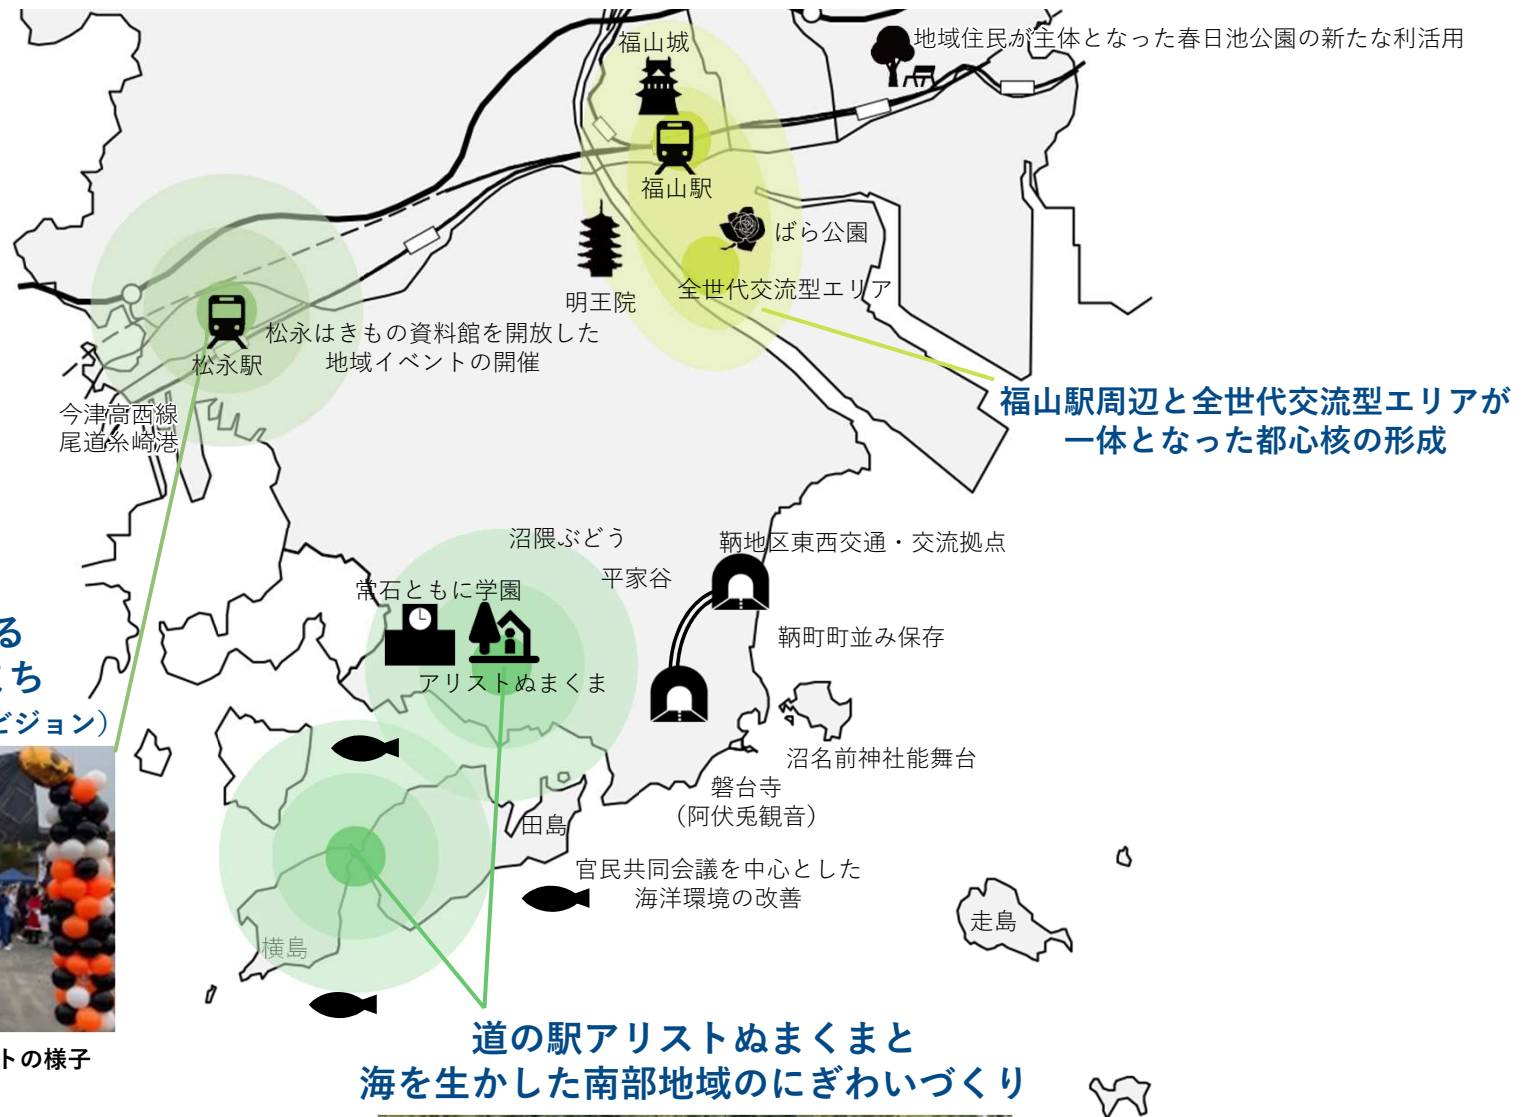 福山城
地域住民が主体となった春日池公園の新たな利活用
福山駅
ばら公園
全世代交流型エリア
明王院
松永はきもの資料館を開放した
地域イベントの開催
松永駅
今津高西線
尾道糸崎港
福山駅周辺と全世代交流型エリアが
一体となった都心核の形成
沼隈ぶどう
鞆地区東西交通・交流拠点
平家谷
常石ともに学園
鞆町町並み保存
アリストぬまくま
る
まち
ビジョン）
沼名前神社能舞台
磐台寺
（阿伏兎観音）
田島
官民共同会議を中心とした
海洋環境の改善
走島
横島
トの様子
道の駅アリストぬまくまと
海を生かした南部地域のにぎわいづくり